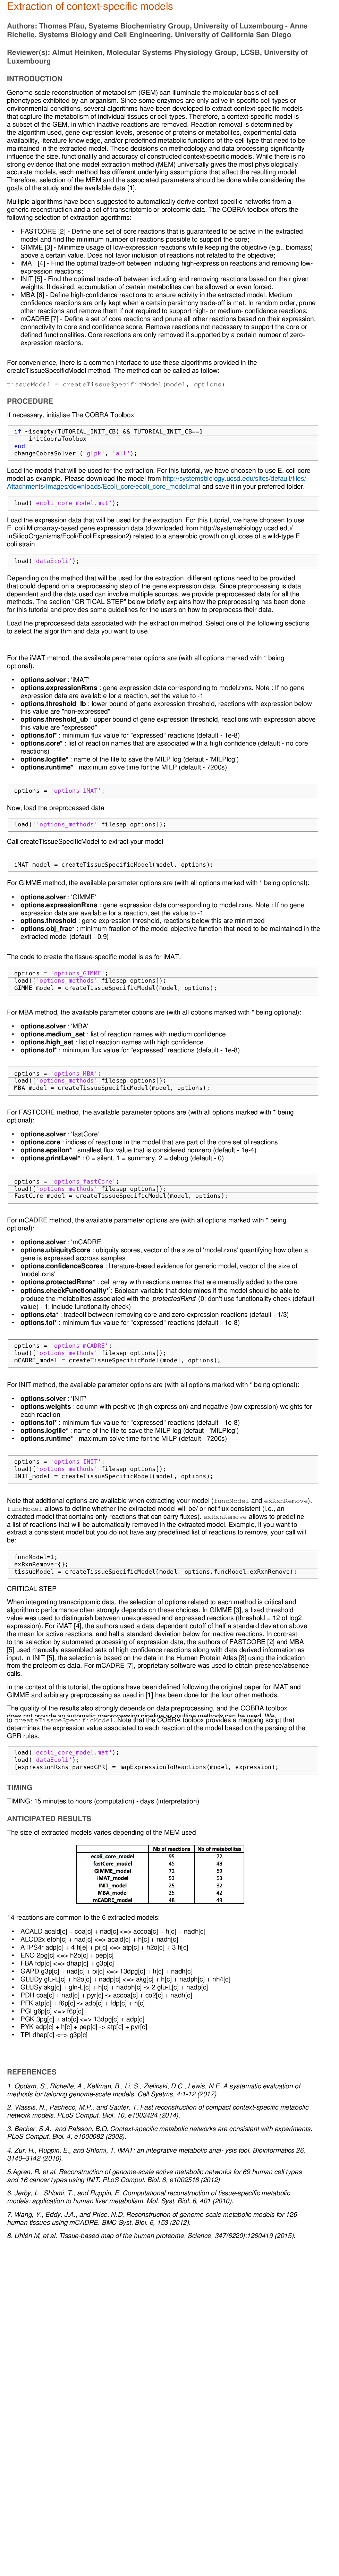 Extraction of context-specific models
Authors: Thomas Pfau, Systems Biochemistry Group, University of Luxembourg - Anne
Richelle, Systems Biology and Cell Engineering, University of California San Diego
Reviewer(s): Almut Heinken, Molecular Systems Physiology Group, LCSB, University of
Luxembourg
INTRODUCTION
Genome-scale reconstruction of metabolism (GEM) can illuminate the molecular basis of cell
phenotypes exhibited by an organism. Since some enzymes are only active in specific cell types or
environmental conditions, several algorithms have been developed to extract context-specific models
that capture the metabolism of individual tissues or cell types. Therefore, a context-specific model is
a subset of the GEM, in which inactive reactions are removed. Reaction removal is determined by
the algorithm used, gene expression levels, presence of proteins or metabolites, experimental data
availability, literature knowledge, and/or predefined metabolic functions of the cell type that need to be
maintained in the extracted model. These decisions on methodology and data processing significantly
influence the size, functionality and accuracy of constructed context-specific models. While there is no
strong evidence that one model extraction method (MEM) universally gives the most physiologically
accurate models, each method has different underlying assumptions that affect the resulting model.
Therefore, selection of the MEM and the associated parameters should be done while considering the
goals of the study and the available data [1].
Multiple algorithms have been suggested to automatically derive context specific networks from a
generic reconstruction and a set of transcriptomic or proteomic data. The COBRA toolbox offers the
following selection of extraction algorithms:
• FASTCORE [2] - Define one set of core reactions that is guaranteed to be active in the extracted
model and find the minimum number of reactions possible to support the core;
• GIMME [3] - Minimize usage of low-expression reactions while keeping the objective (e.g., biomass)
above a certain value. Does not favor inclusion of reactions not related to the objective;
• iMAT [4] - Find the optimal trade-off between including high-expression reactions and removing low-
expression reactions;
• INIT [5] - Find the optimal trade-off between including and removing reactions based on their given
weights. If desired, accumulation of certain metabolites can be allowed or even forced;
• MBA [6] - Define high-confidence reactions to ensure activity in the extracted model. Medium
confidence reactions are only kept when a certain parsimony trade-off is met. In random order, prune
other reactions and remove them if not required to support high- or medium- confidence reactions;
• mCADRE [7] - Define a set of core reactions and prune all other reactions based on their expression,
connectivity to core and confidence score. Remove reactions not necessary to support the core or
defined functionalities. Core reactions are only removed if supported by a certain number of zero-
expression reactions.
For convenience, there is a common interface to use these algorithms provided in the
createTissueSpecificModel method. The method can be called as follow:
tissueModel = createTissueSpecificModel(model, options)
PROCEDURE
If necessary, initialise The COBRA Toolbox
if ~isempty(TUTORIAL_INIT_CB) && TUTORIAL_INIT_CB==1
initCobraToolbox
end
changeCobraSolver ('glpk', 'all');
Load the model that will be used for the extraction. For this tutorial, we have choosen to use E. coli core
model as example. Please download the model from http://systemsbiology.ucsd.edu/sites/default/files/
Attachments/Images/downloads/Ecoli_core/ecoli_core_model.mat and save it in your preferred folder.
load('ecoli_core_model.mat');
Load the expression data that will be used for the extraction. For this tutorial, we have choosen to use
E. coli Microarray-based gene expression data (downloaded from http://systemsbiology.ucsd.edu/
InSilicoOrganisms/Ecoli/EcoliExpression2) related to a aerobic growth on glucose of a wild-type E.
coli strain.
load('dataEcoli');
Depending on the method that will be used for the extraction, different options need to be provided
that could depend on a preprocessing step of the gene expression data. Since preprocessing is data
dependent and the data used can involve multiple sources, we provide preprocessed data for all the
methods. The section "CRITICAL STEP" below briefly explains how the preprocessing has been done
for this tutorial and provides some guidelines for the users on how to preprocess their data.
Load the preprocessed data associated with the extraction method. Select one of the following sections
to select the algorithm and data you want to use.
For the iMAT method, the available parameter options are (with all options marked with * being
optional):
• options.solver : 'iMAT'
• options.expressionRxns : gene expression data corresponding to model.rxns. Note : If no gene
expression data are available for a reaction, set the value to -1
• options.threshold_lb : lower bound of gene expression threshold, reactions with expression below
this value are "non-expressed"
• options.threshold_ub : upper bound of gene expression threshold, reactions with expression above
this value are "expressed"
• options.tol* : minimum flux value for "expressed" reactions (default - 1e-8)
• options.core* : list of reaction names that are associated with a high confidence (default - no core
reactions)
• options.logfile* : name of the file to save the MILP log (defaut - 'MILPlog')
• options.runtime* : maximum solve time for the MILP (default - 7200s)
options = 'options_iMAT';
Now, load the preprocessed data
load(['options_methods' filesep options]);
Call createTissueSpecificModel to extract your model
iMAT_model = createTissueSpecificModel(model, options);
For GIMME method, the available parameter options are (with all options marked with * being optional):
• options.solver : 'GIMME'
• options.expressionRxns : gene expression data corresponding to model.rxns. Note : If no gene
expression data are available for a reaction, set the value to -1
• options.threshold : gene expression threshold, reactions below this are minimized
• options.obj_frac* : minimum fraction of the model objective function that need to be maintained in the
extracted model (default - 0.9)
The code to create the tissue-specific model is as for iMAT.
options = 'options_GIMME';
load(['options_methods' filesep options]);
GIMME_model = createTissueSpecificModel(model, options);
For MBA method, the available parameter options are (with all options marked with * being optional):
• options.solver : 'MBA'
• options.medium_set : list of reaction names with medium confidence
• options.high_set : list of reaction names with high confidence
• options.tol* : minimum flux value for "expressed" reactions (default - 1e-8)
options = 'options_MBA';
load(['options_methods' filesep options]);
MBA_model = createTissueSpecificModel(model, options);
For FASTCORE method, the available parameter options are (with all options marked with * being
optional):
• options.solver : 'fastCore'
• options.core : indices of reactions in the model that are part of the core set of reactions
• options.epsilon* : smallest flux value that is considered nonzero (default - 1e-4)
• options.printLevel* : 0 = silent, 1 = summary, 2 = debug (default - 0)
options = 'options_fastCore';
load(['options_methods' filesep options]);
FastCore_model = createTissueSpecificModel(model, options);
For mCADRE method, the available parameter options are (with all options marked with * being
optional):
• options.solver : 'mCADRE'
• options.ubiquityScore : ubiquity scores, vector of the size of 'model.rxns' quantifying how often a
gene is expressed accross samples
• options.confidenceScores : literature-based evidence for generic model, vector of the size of
'model.rxns'
• options.protectedRxns* : cell array with reactions names that are manually added to the core
• options.checkFunctionality* : Boolean variable that determines if the model should be able to
produce the metabolites associated with the 'protectedRxns' (0: don't use functionality check (default
value) - 1: include functionality check)
• options.eta* : tradeoff between removing core and zero-expression reactions (default - 1/3)
• options.tol* : minimum flux value for "expressed" reactions (default - 1e-8)
options = 'options_mCADRE';
load(['options_methods' filesep options]);
mCADRE_model = createTissueSpecificModel(model, options);
For INIT method, the available parameter options are (with all options marked with * being optional):
• options.solver : 'INIT'
• options.weights : column with positive (high expression) and negative (low expression) weights for
each reaction
• options.tol* : minimum flux value for "expressed" reactions (default - 1e-8)
• options.logfile* : name of the file to save the MILP log (defaut - 'MILPlog')
• options.runtime* : maximum solve time for the MILP (default - 7200s)
options = 'options_INIT';
load(['options_methods' filesep options]);
INIT_model = createTissueSpecificModel(model, options);
Note that additional options are available when extracting your model (funcModel and exRxnRemove).
funcModel allows to define whether the extracted model will be/ or not flux consistent (i.e., an
extracted model that contains only reactions that can carry fluxes). exRxnRemove allows to predefine
a list of reactions that will be automatically removed in the extracted model. Example, if you want to
extract a consistent model but you do not have any predefined list of reactions to remove, your call will
be:
funcModel=1;
exRxnRemove={};
tissueModel = createTissueSpecificModel(model, options,funcModel,exRxnRemove);
CRITICAL STEP
When integrating transcriptomic data, the selection of options related to each method is critical and
algorithmic performance often strongly depends on these choices. In GIMME [3], a fixed threshold
value was used to distinguish between unexpressed and expressed reactions (threshold = 12 of log2
expression). For iMAT [4], the authors used a data dependent cutoff of half a standard deviation above
the mean for active reactions, and half a standard deviation below for inactive reactions. In contrast
to the selection by automated processing of expression data, the authors of FASTCORE [2] and MBA
[5] used manually assembled sets of high confidence reactions along with data derived information as
input. In INIT [5], the selection is based on the data in the Human Protein Atlas [8] using the indication
from the proteomics data. For mCADRE [7], proprietary software was used to obtain presence/absence
calls.
In the context of this tutorial, the options have been defined following the original paper for iMAT and
GIMME and arbitrary preprocessing as used in [1] has been done for the four other methods.
The quality of the results also strongly depends on data preprocessing, and the COBRA toolbox
to createTissueSpecificModel. Note that the COBRA toolbox provides a mapping script that
determines the expression value associated to each reaction of the model based on the parsing of the
GPR rules.
load('ecoli_core_model.mat');
load('dataEcoli');
[expressionRxns parsedGPR] = mapExpressionToReactions(model, expression);
TIMING
TIMING: 15 minutes to hours (computation) - days (interpretation)
ANTICIPATED RESULTS
The size of extracted models varies depending of the MEM used
Nb of reactions Nb of metabolites
ecoli_core_model 95 72
fastCore_model 45 48
GIMME_model 72 69
iMAT_model 53 53
INIT_model 25 32
MBA_model 25 42
mCADRE_model 48 49
14 reactions are common to the 6 extracted models:
• ACALD acald[c] + coa[c] + nad[c] <=> accoa[c] + h[c] + nadh[c]
• ALCD2x etoh[c] + nad[c] <=> acald[c] + h[c] + nadh[c]
• ATPS4r adp[c] + 4 h[e] + pi[c] <=> atp[c] + h2o[c] + 3 h[c]
• ENO 2pg[c] <=> h2o[c] + pep[c]
• FBA fdp[c] <=> dhap[c] + g3p[c]
• GAPD g3p[c] + nad[c] + pi[c] <=> 13dpg[c] + h[c] + nadh[c]
• GLUDy glu-L[c] + h2o[c] + nadp[c] <=> akg[c] + h[c] + nadph[c] + nh4[c]
• GLUSy akg[c] + gln-L[c] + h[c] + nadph[c] -> 2 glu-L[c] + nadp[c]
• PDH coa[c] + nad[c] + pyr[c] -> accoa[c] + co2[c] + nadh[c]
• PFK atp[c] + f6p[c] -> adp[c] + fdp[c] + h[c]
• PGI g6p[c] <=> f6p[c]
• PGK 3pg[c] + atp[c] <=> 13dpg[c] + adp[c]
• PYK adp[c] + h[c] + pep[c] -> atp[c] + pyr[c]
• TPI dhap[c] <=> g3p[c]
REFERENCES
1. Opdam, S., Richelle, A., Kellman, B., Li, S., Zielinski, D.C., Lewis, N.E. A systematic evaluation of
methods for tailoring genome-scale models. Cell Syetms, 4:1-12 (2017).
2. Vlassis, N., Pacheco, M.P., and Sauter, T. Fast reconstruction of compact context-specific metabolic
network models. PLoS Comput. Biol. 10, e1003424 (2014).
3. Becker, S.A., and Palsson, B.O. Context-specific metabolic networks are consistent with experiments.
PLoS Comput. Biol. 4, e1000082 (2008).
4. Zur, H., Ruppin, E., and Shlomi, T. iMAT: an integrative metabolic anal- ysis tool. Bioinformatics 26,
3140–3142 (2010).
5.Agren, R. et al. Reconstruction of genome-scale active metabolic networks for 69 human cell types
and 16 cancer types using INIT. PLoS Comput. Biol. 8, e1002518 (2012).
6. Jerby, L., Shlomi, T., and Ruppin, E. Computational reconstruction of tissue-specific metabolic
models: application to human liver metabolism. Mol. Syst. Biol. 6, 401 (2010).
7. Wang, Y., Eddy, J.A., and Price, N.D. Reconstruction of genome-scale metabolic models for 126
human tissues using mCADRE. BMC Syst. Biol. 6, 153 (2012).
8. Uhlén M, et al. Tissue-based map of the human proteome. Science, 347(6220):1260419 (2015).